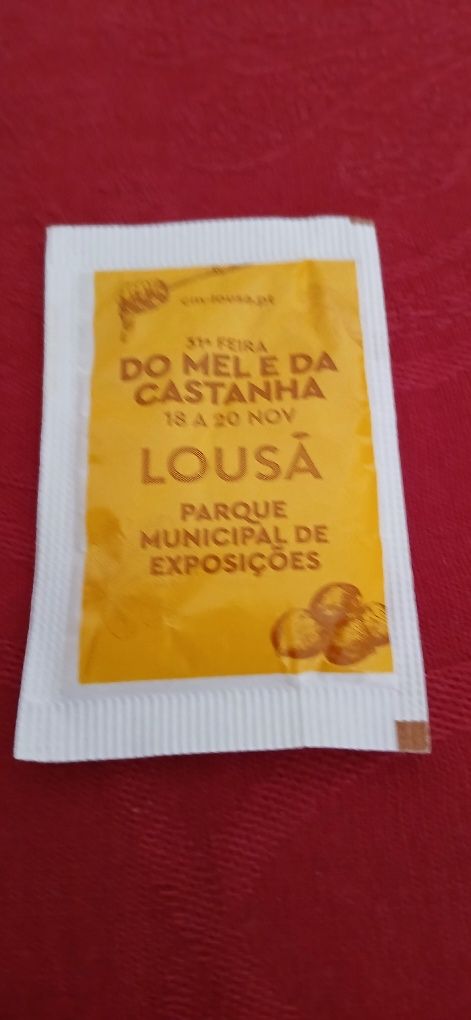 cm-lousa.pt
31ª FEIRA
DO MEL E DA
CASTANHA
18 A 20 NOV
LOUSÃ
PARQUE
MUNICIPAL DE
EXPOSIÇÕES